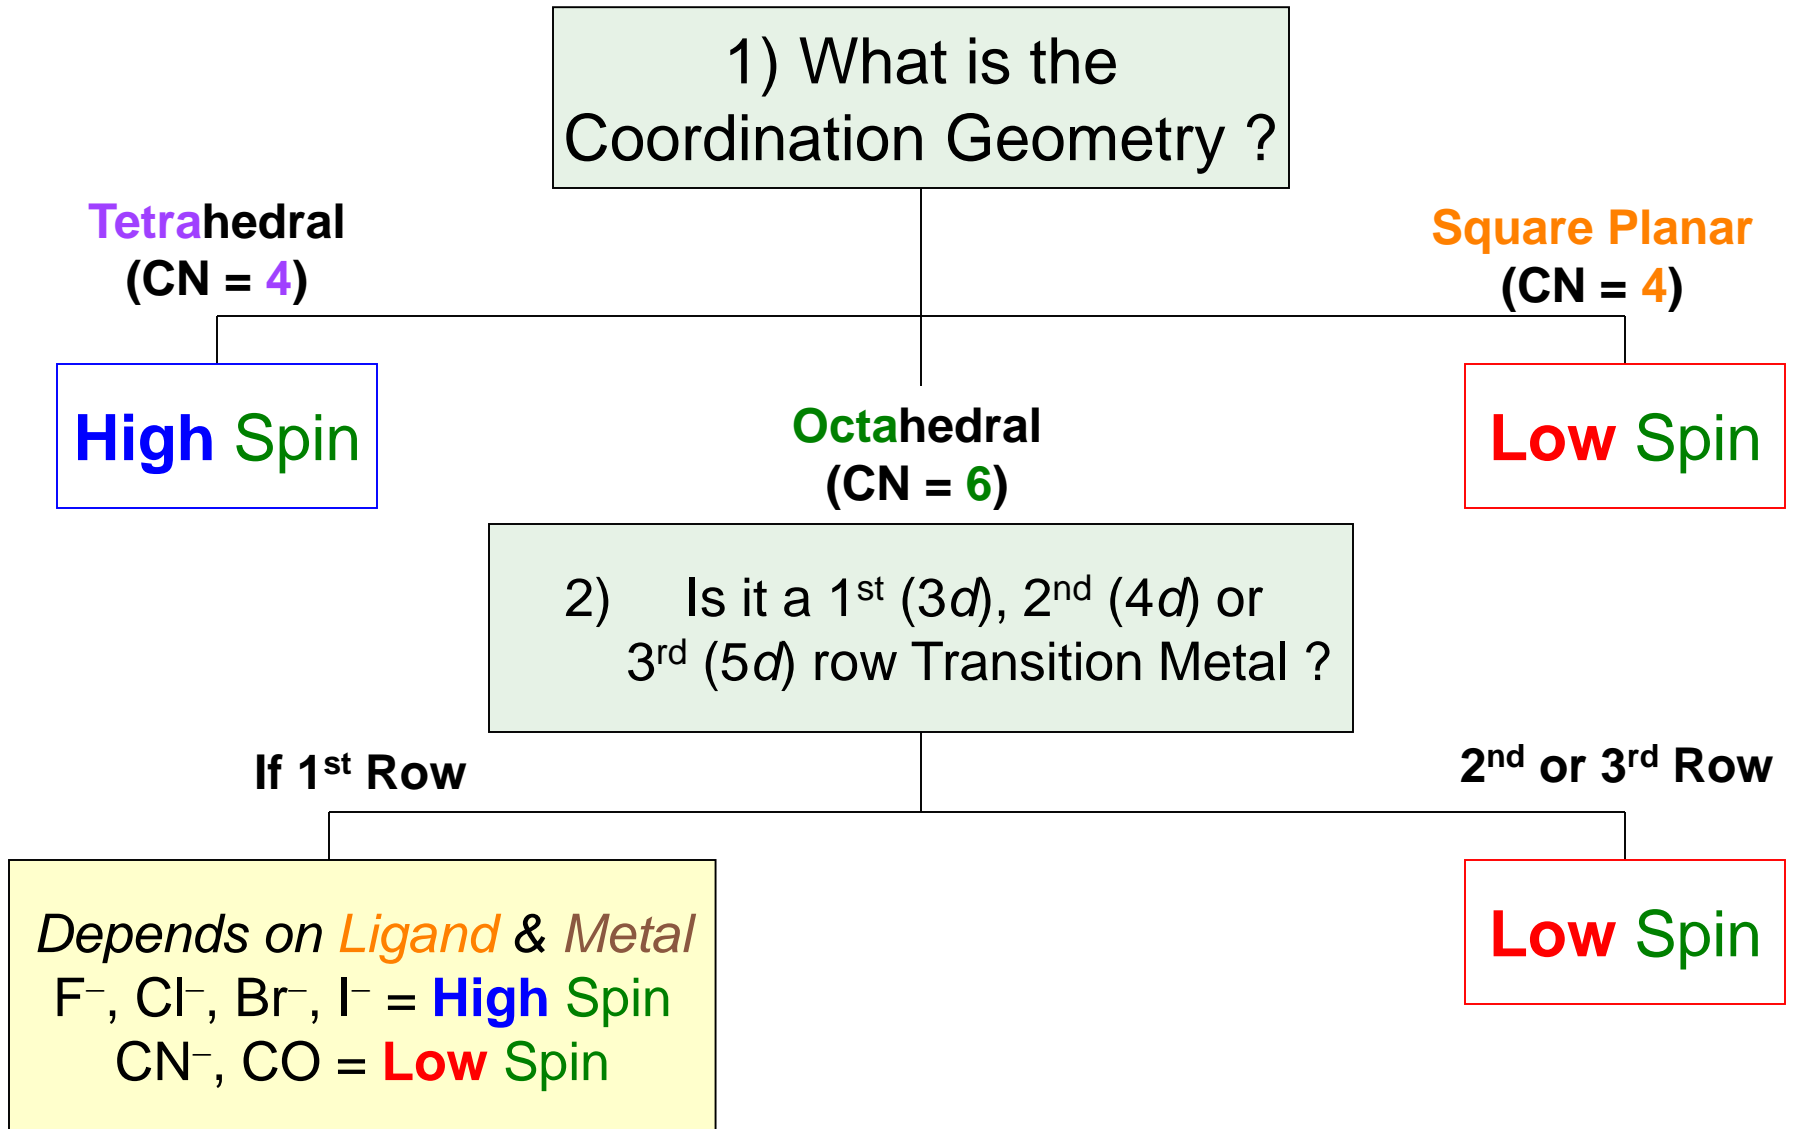 1) What is the
Coordination Geometry ?
Tetrahedral
(CN = 4)
Square Planar
(CN = 4)
High Spin
Low Spin
Octahedral
(CN = 6)
2) Is it a 1st (3d), 2nd (4d) or
3rd (5d) row Transition Metal ?
If 1st Row
2nd or 3rd Row
Depends on Ligand & Metal
F–, Cl–, Br–, I– = High Spin
CN–, CO = Low Spin
Low Spin